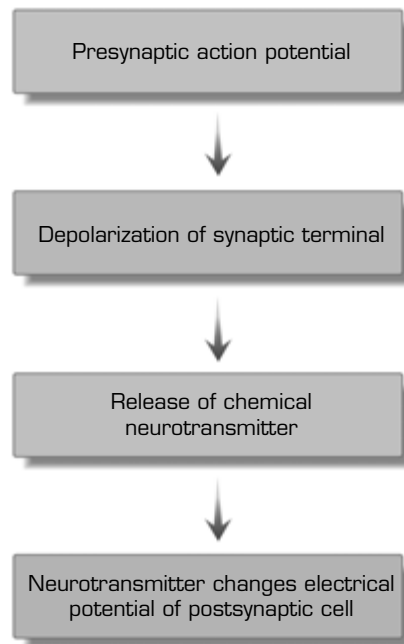 Presynaptic action potential
Depolarization of synaptic terminal
Release of chemical
neurotransmitter
Neurotransmitter changes electrical
potential of postsynaptic cell